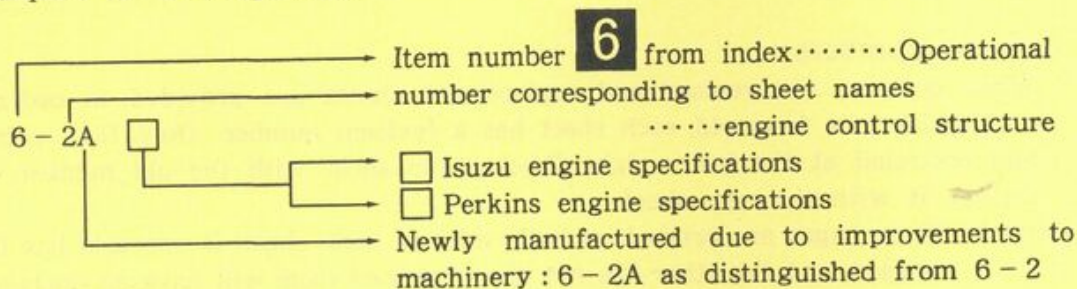 Item number 6 from index········Operational
number corresponding to sheet names
······engine control structure
6－2A □
□ Isuzu engine specifications
□ Perkins engine specifications
Newly manufactured due to improvements to
machinery : 6－2A as distinguished from 6－2